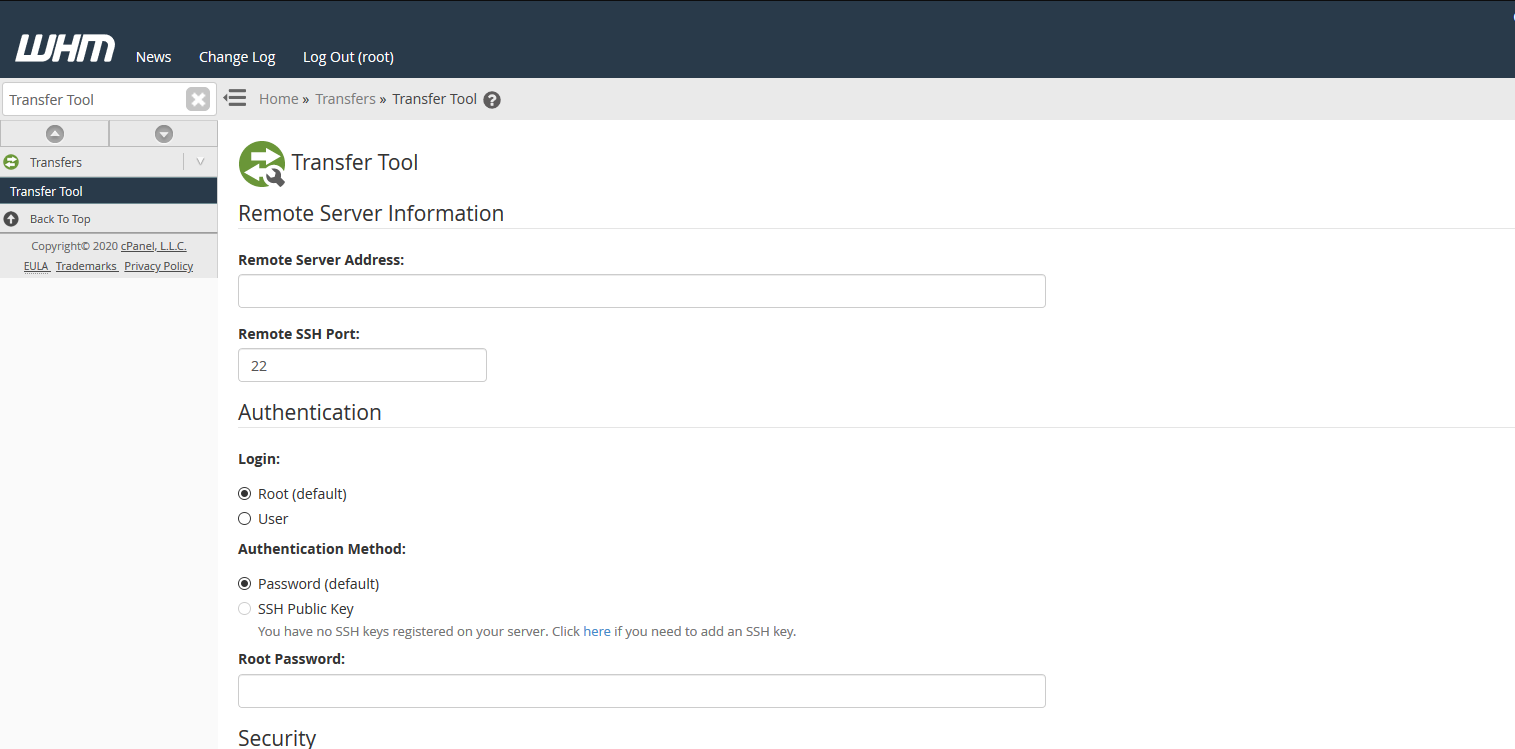 WHM
News Change Log Log Out (root)
Transfer Tool
Home » Transfers » Transfer Tool ?
Transfers
Transfer Tool
Back To Top
Copyright© 2020 cPanel, L.L.C.
EULA Trademarks Privacy Policy
Transfer Tool
Remote Server Information
Remote Server Address:
Remote SSH Port:
22
Authentication
Login:
Root (default)
User
Authentication Method:
Password (default)
SSH Public Key
You have no SSH keys registered on your server. Click here if you need to add an SSH key.
Root Password:
Security